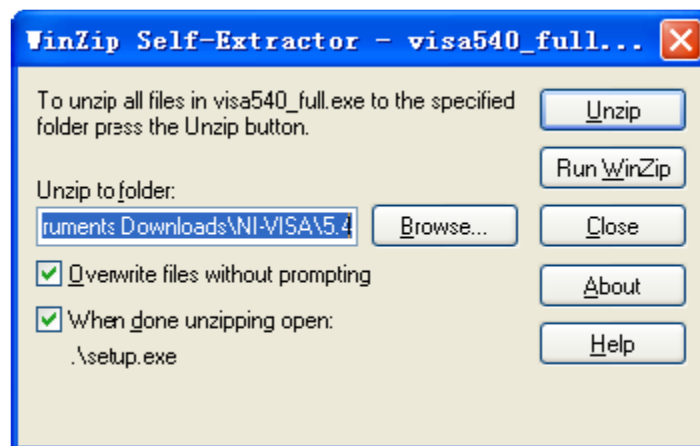 WinZip Self-Extractor - visa540_full...
To unzip all files in visa540_full.exe to the specified
folder press the Unzip button.
Unzip
Run WinZip
Unzip to folder:
ruments Downloads\NI-VISA\5.4
Browse...
Close
Overwrite files without prompting
About
When done unzipping open:
.\setup.exe
Help